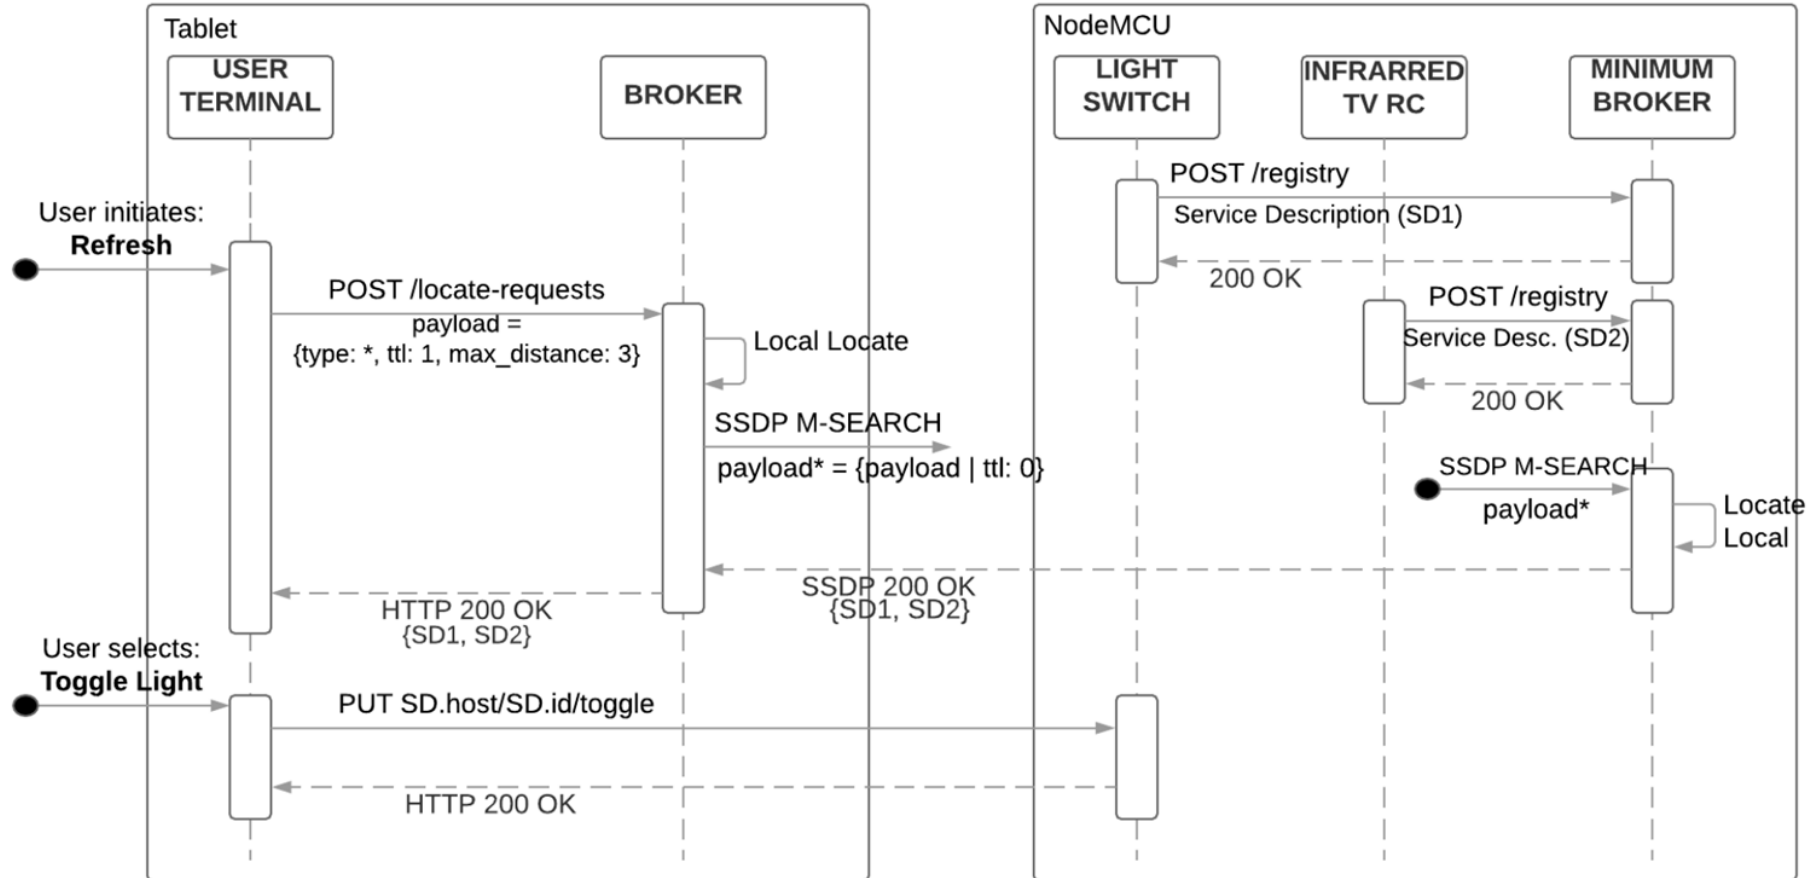 Tablet
NodeMCU
USER
TERMINAL
BROKER
LIGHT
SWITCH
INFRARRED
TV RC
MINIMUM
BROKER
POST /registry
Service Description (SD1)
200 OK
User initiates:
Refresh
POST /locate-requests
payload =
{type: *, ttl: 1, max_distance: 3}
Local Locate
POST /registry
Service Desc. (SD2)
200 OK
SSDP M-SEARCH
payload* = {payload | ttl: 0}
SSDP M-SEARCH
payload*
Locate
Local
SSDP 200 OK
{SD1, SD2}
HTTP 200 OK
{SD1, SD2}
User selects:
Toggle Light
PUT SD.host/SD.id/toggle
HTTP 200 OK